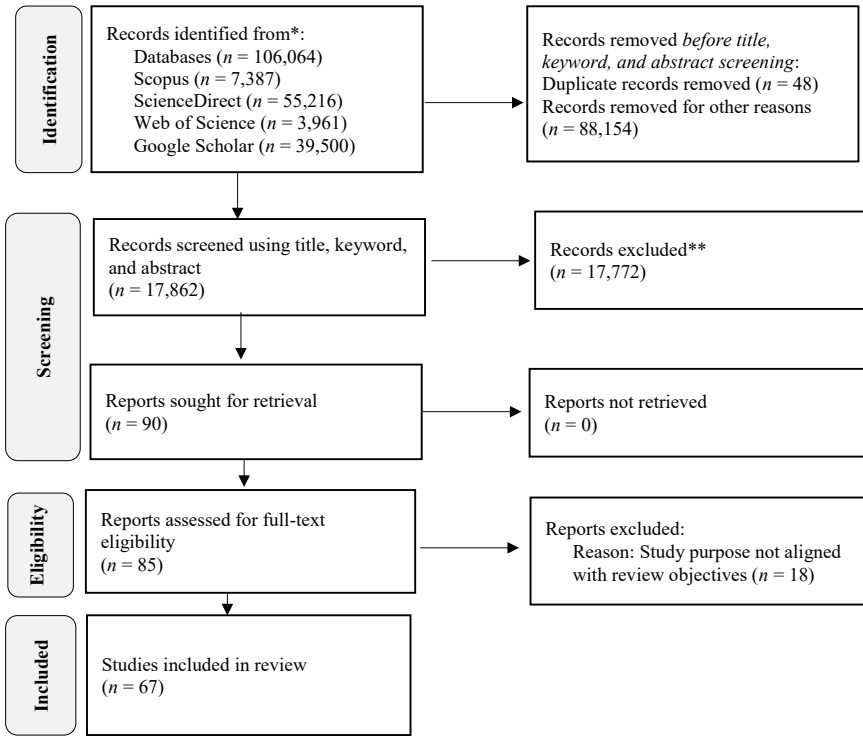 Identification
Records identified from*:
Databases (n = 106,064)
Scopus = 7,387)
ScienceDirect (n = 55,216)
Web of Science (n = 3,961)
Google Scholar (n = 39,500)
Records removed before title,
keyword, and abstract screening:
Duplicate records removed (n = 48)
Records removed for other reasons
(n = 88,154)
Screening
Records screened using title, keyword,
and abstract
(n = 17,862)
Records excluded**
(n = 17,772)
Reports sought for retrieval
(n = 90)
Reports not retrieved
(n = 0)
Eligibility
Reports assessed for full-text
eligibility
(n = 85)
Reports excluded:
Reason: Study purpose not aligned
with review objectives (n = 18)
Included
Studies included in review
(n = 67)